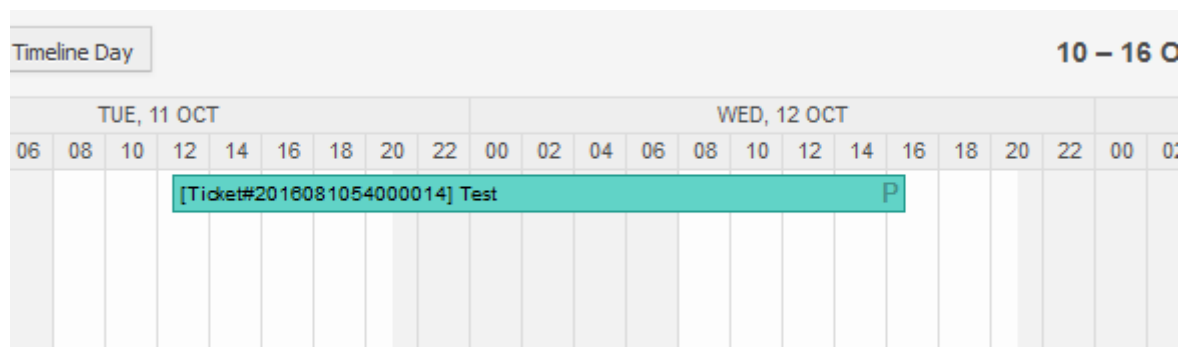 Timeline Day
10 – 16 O
TUE, 11 OCT WED, 12 OCT
06 08 10 12 14 16 18 20 22 00 02 04 06 08 10 12 14 16 18 20 22 00 02
[Ticket#2016081054000014] Test P